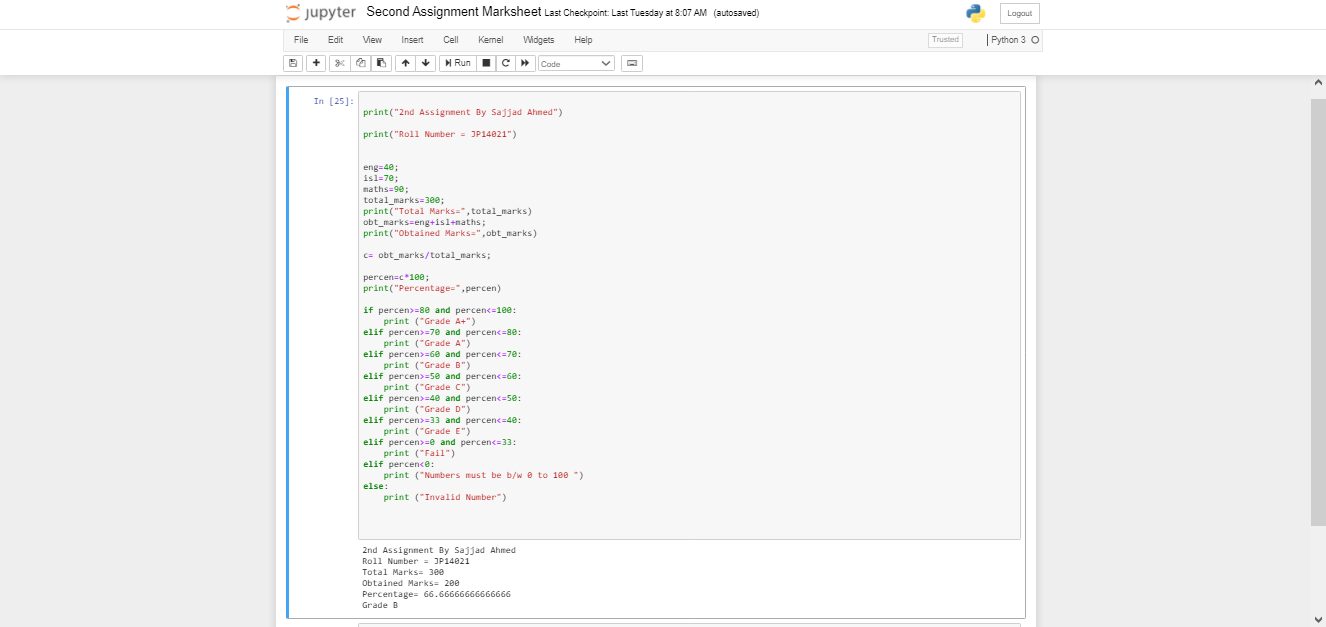 jupyter Second Assignment Marksheet Last Checkpoint: Last Tuesday at 8:07 AM (autosaved) Logout
File Edit View Insert Cell Kernel Widgets Help Trusted Python 3
Run Code
In [25]:
print("2nd Assignment By Sajjad Ahmed")
print("Roll Number = JP14021")
eng=40;
isl=70;
maths=90;
total_marks=300;
print("Total Marks=",total_marks)
obt_marks=eng+isl+maths;
print("Obtained Marks=",obt_marks)
c= obt_marks/total_marks;
percen=c*100;
print("Percentage=",percen)
if percen>=80 and percen<=100:
    print ("Grade A+")
elif percen>=70 and percen<=80:
    print ("Grade A")
elif percen>=60 and percen<=70:
    print ("Grade B")
elif percen>=50 and percen<=60:
    print ("Grade C")
elif percen>=40 and percen<=50:
    print ("Grade D")
elif percen>=33 and percen<=40:
    print ("Grade E")
elif percen>=0 and percen<=33:
    print ("Fail")
elif percen<0:
    print ("Numbers must be b/w 0 to 100 ")
else:
    print ("Invalid Number")
2nd Assignment By Sajjad Ahmed
Roll Number = JP14021
Total Marks= 300
Obtained Marks= 200
Percentage= 66.66666666666666
Grade B